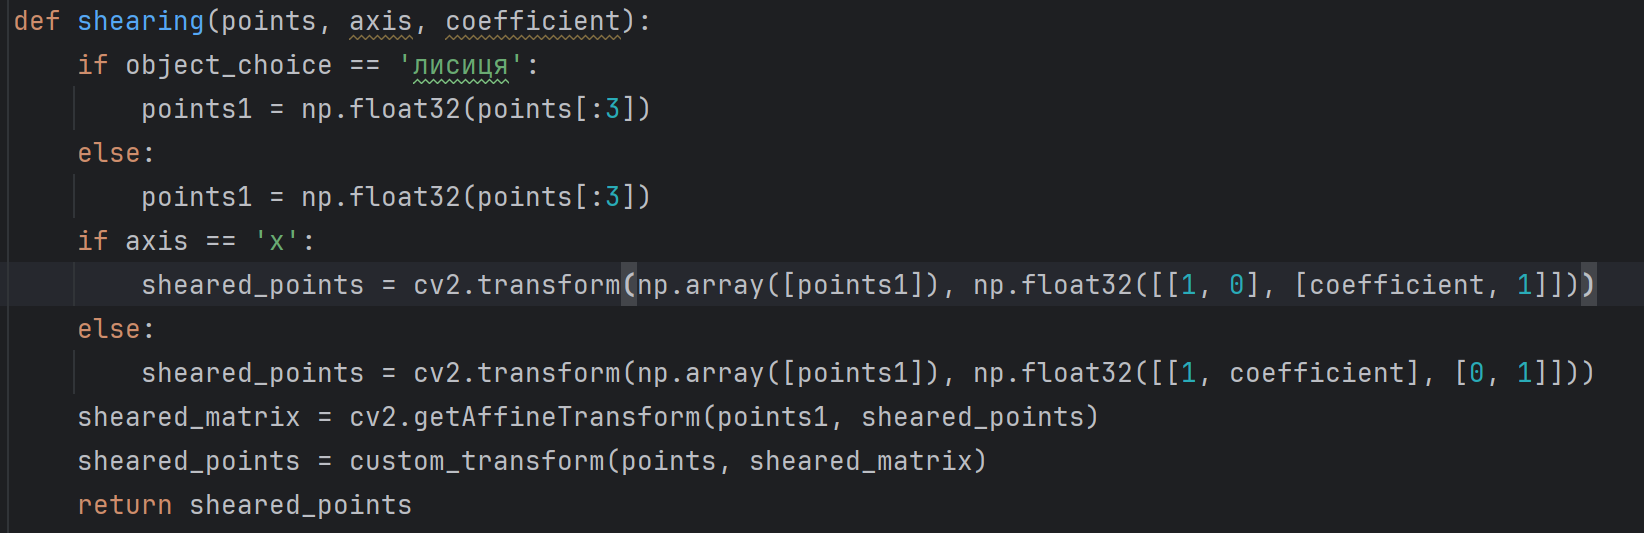 def shearing(points, axis, coefficient):
    if object_choice == 'лисиця':
        points1 = np.float32(points[:3])
    else:
        points1 = np.float32(points[:3])
    if axis == 'x':
        sheared_points = cv2.transform(np.array([points1]), np.float32([[1, 0], [coefficient, 1]]))
    else:
        sheared_points = cv2.transform(np.array([points1]), np.float32([[1, coefficient], [0, 1]]))
    sheared_matrix = cv2.getAffineTransform(points1, sheared_points)
    sheared_points = custom_transform(points, sheared_matrix)
    return sheared_points